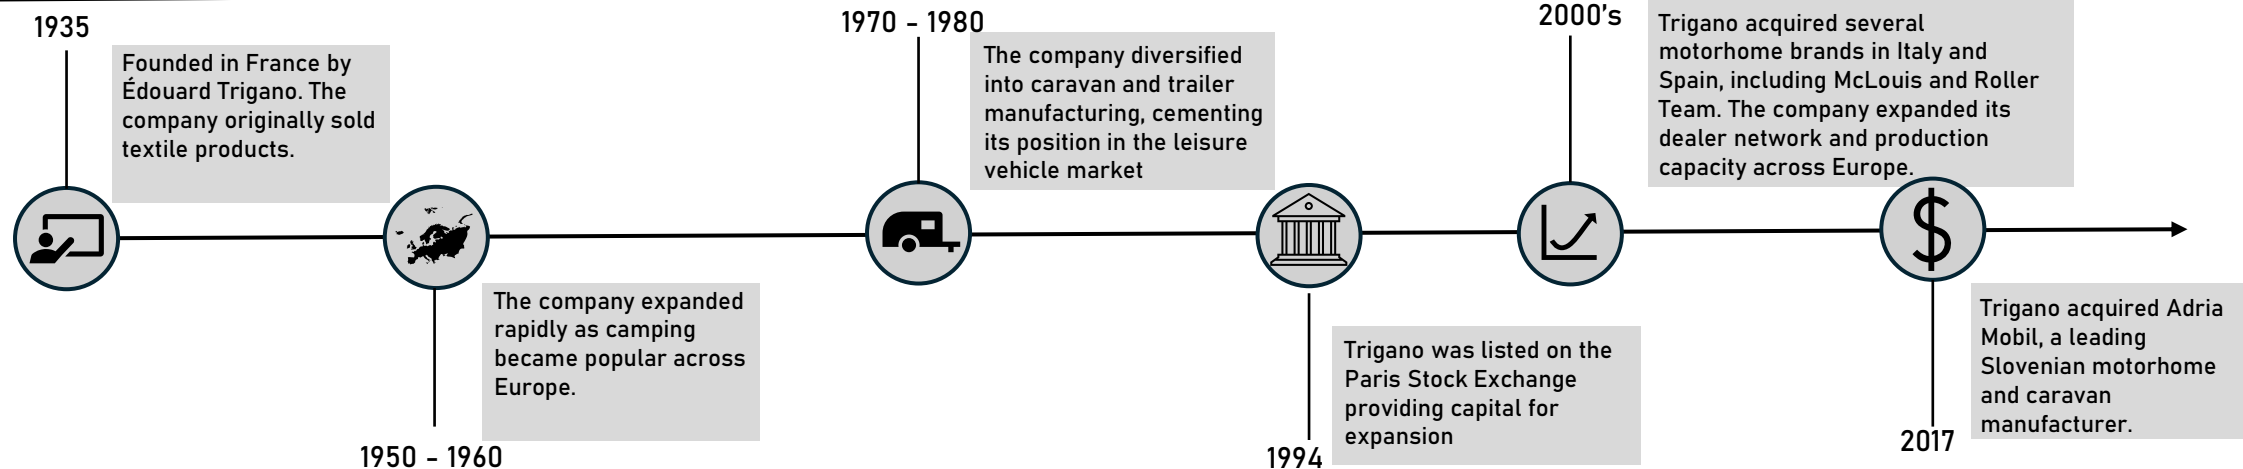 1935
Founded in France by
Édouard Trigano. The
company originally sold
textile products.
1950 - 1960
The company expanded
rapidly as camping
became popular across
Europe.
1970 - 1980
The company diversified
into caravan and trailer
manufacturing, cementing
its position in the leisure
vehicle market
1994
Trigano was listed on the
Paris Stock Exchange
providing capital for
expansion
2000's
Trigano acquired several
motorhome brands in Italy and
Spain, including McLouis and Roller
Team. The company expanded its
dealer network and production
capacity across Europe.
2017
Trigano acquired Adria
Mobil, a leading
Slovenian motorhome
and caravan
manufacturer.